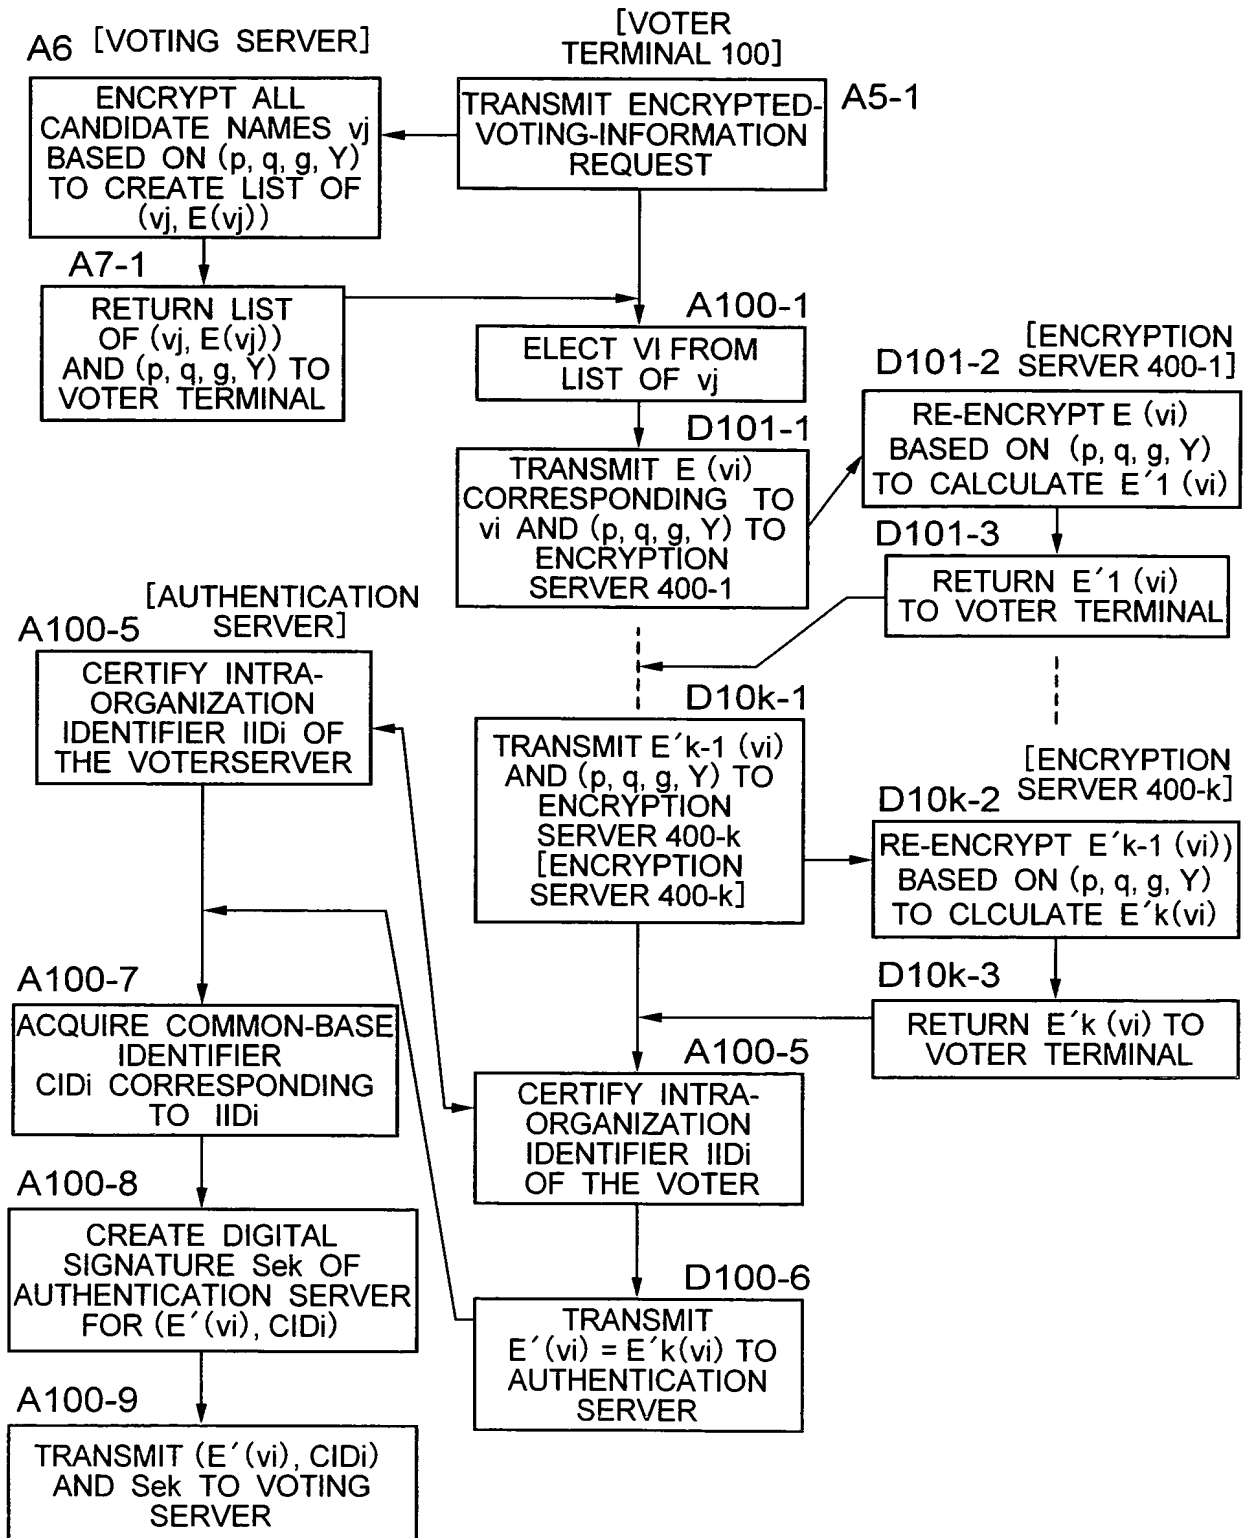 A6 [VOTING SERVER]
ENCRYPT ALL
CANDIDATE NAMES vj
BASED ON (p, q, g, Y)
TO CREATE LIST OF
(vj, E(vj))
[VOTER
TERMINAL 100]
A5-1
TRANSMIT ENCRYPTED-
VOTING-INFORMATION
REQUEST
A7-1
RETURN LIST
OF (vj, E(vj))
AND (p, q, g, Y) TO
VOTER TERMINAL
A100-1
ELECT VI FROM
LIST OF vj
D101-1
TRANSMIT E (vi)
CORRESPONDING TO
vi AND (p, q, g, Y) TO
ENCRYPTION
SERVER 400-1
[ENCRYPTION
SERVER 400-1]
D101-2
RE-ENCRYPT E (vi)
BASED ON (p, q, g, Y)
TO CALCULATE E´1 (vi)
D101-3
RETURN E´1 (vi)
TO VOTER TERMINAL
[AUTHENTICATION
SERVER]
A100-5
CERTIFY INTRA-
ORGANIZATION
IDENTIFIER IIDi OF
THE VOTERSERVER
D10k-1
TRANSMIT E´k-1 (vi)
AND (p, q, g, Y) TO
ENCRYPTION
SERVER 400-k
[ENCRYPTION
SERVER 400-k]
[ENCRYPTION
SERVER 400-k]
D10k-2
RE-ENCRYPT E´k-1 (vi))
BASED ON (p, q, g, Y)
TO CLCULATE E´k(vi)
D10k-3
RETURN E´k (vi) TO
VOTER TERMINAL
A100-7
ACQUIRE COMMON-BASE
IDENTIFIER
CIDi CORRESPONDING
TO IIDi
A100-5
CERTIFY INTRA-
ORGANIZATION
IDENTIFIER IIDi
OF THE VOTER
A100-8
CREATE DIGITAL
SIGNATURE Sek OF
AUTHENTICATION SERVER
FOR (E´(vi), CIDi)
D100-6
TRANSMIT
E´(vi) = E´k(vi) TO
AUTHENTICATION
SERVER
A100-9
TRANSMIT (E´(vi), CIDi)
AND Sek TO VOTING
SERVER